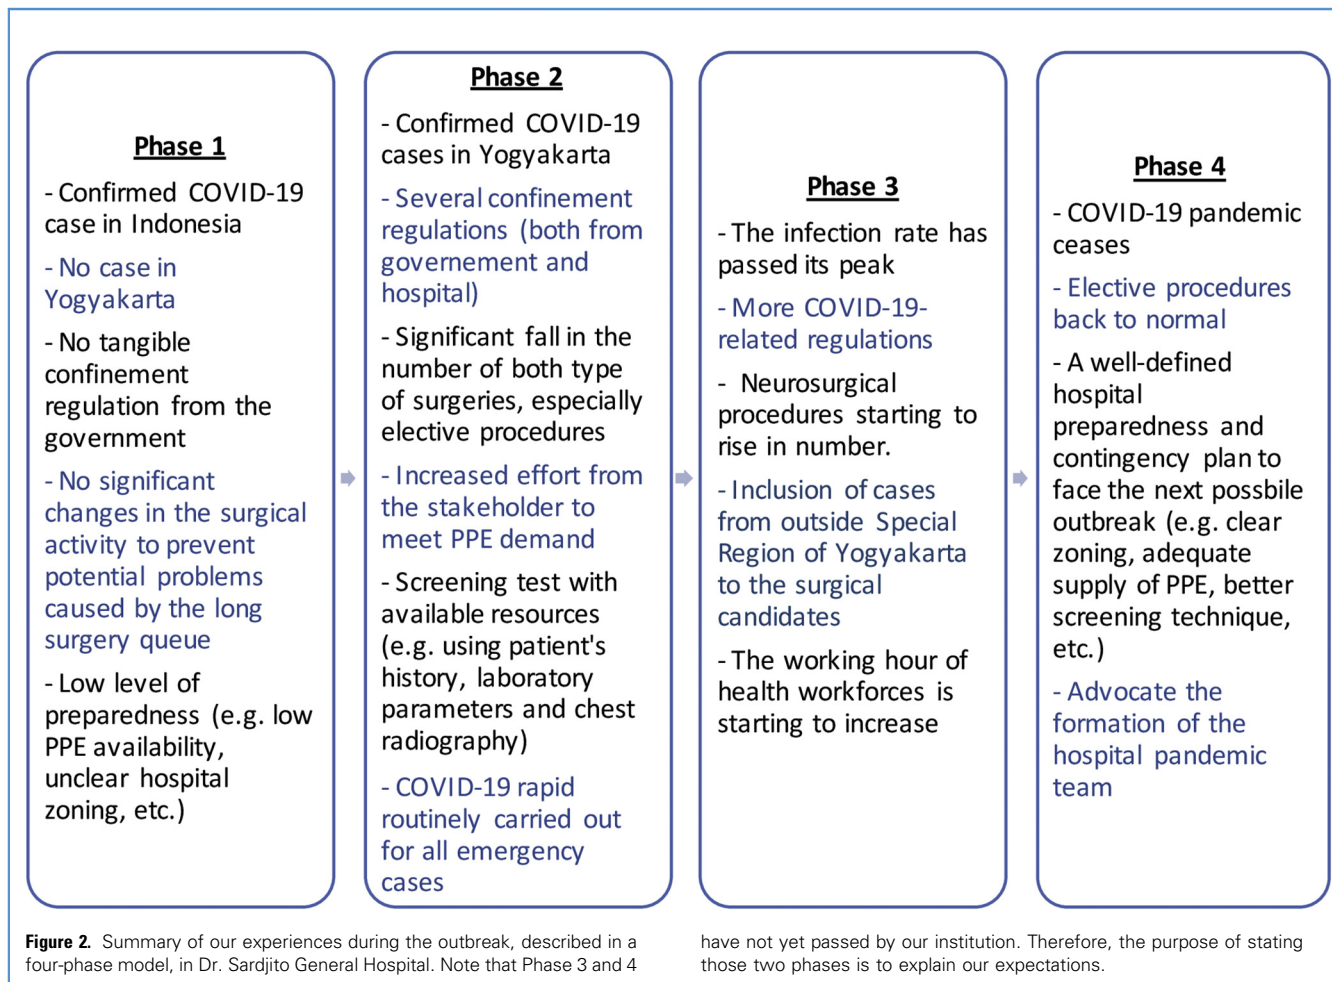 Phase 1
- Confirmed COVID-19
case in Indonesia
- No case in
Yogyakarta
- No tangible
confinement
regulation from the
government
- No significant
changes in the surgical
activity to prevent
potential problems
caused by the long
surgery queue
- Low level of
preparedness (e.g. low
PPE availability,
unclear hospital
zoning, etc.)
Phase 2
- Confirmed COVID-19
cases in Yogyakarta
- Several confinement
regulations (both from
governement and
hospital)
- Significant fall in the
number of both type
of surgeries, especially
elective procedures
- Increased effort from
the stakeholder to
meet PPE demand
- Screening test with
available resources
(e.g. using patient's
history, laboratory
parameters and chest
radiography)
- COVID-19 rapid
routinely carried out
for all emergency
cases
Phase 3
- The infection rate has
passed its peak
- More COVID-19-
related regulations
- Neurosurgical
procedures starting to
rise in number.
- Inclusion of cases
from outside Special
Region of Yogyakarta
to the surgical
candidates
- The working hour of
health workforces is
starting to increase
Phase 4
- COVID-19 pandemic
ceases
- Elective procedures
back to normal
- A well-defined
hospital
preparedness and
contingency plan to
face the next possbile
outbreak (e.g. clear
zoning, adequate
supply of PPE, better
screening technique,
etc.)
- Advocate the
formation of the
hospital pandemic
team
Figure 2. Summary of our experiences during the outbreak, described in a
four-phase model, in Dr. Sardjito General Hospital. Note that Phase 3 and 4
have not yet passed by our institution. Therefore, the purpose of stating
those two phases is to explain our expectations.